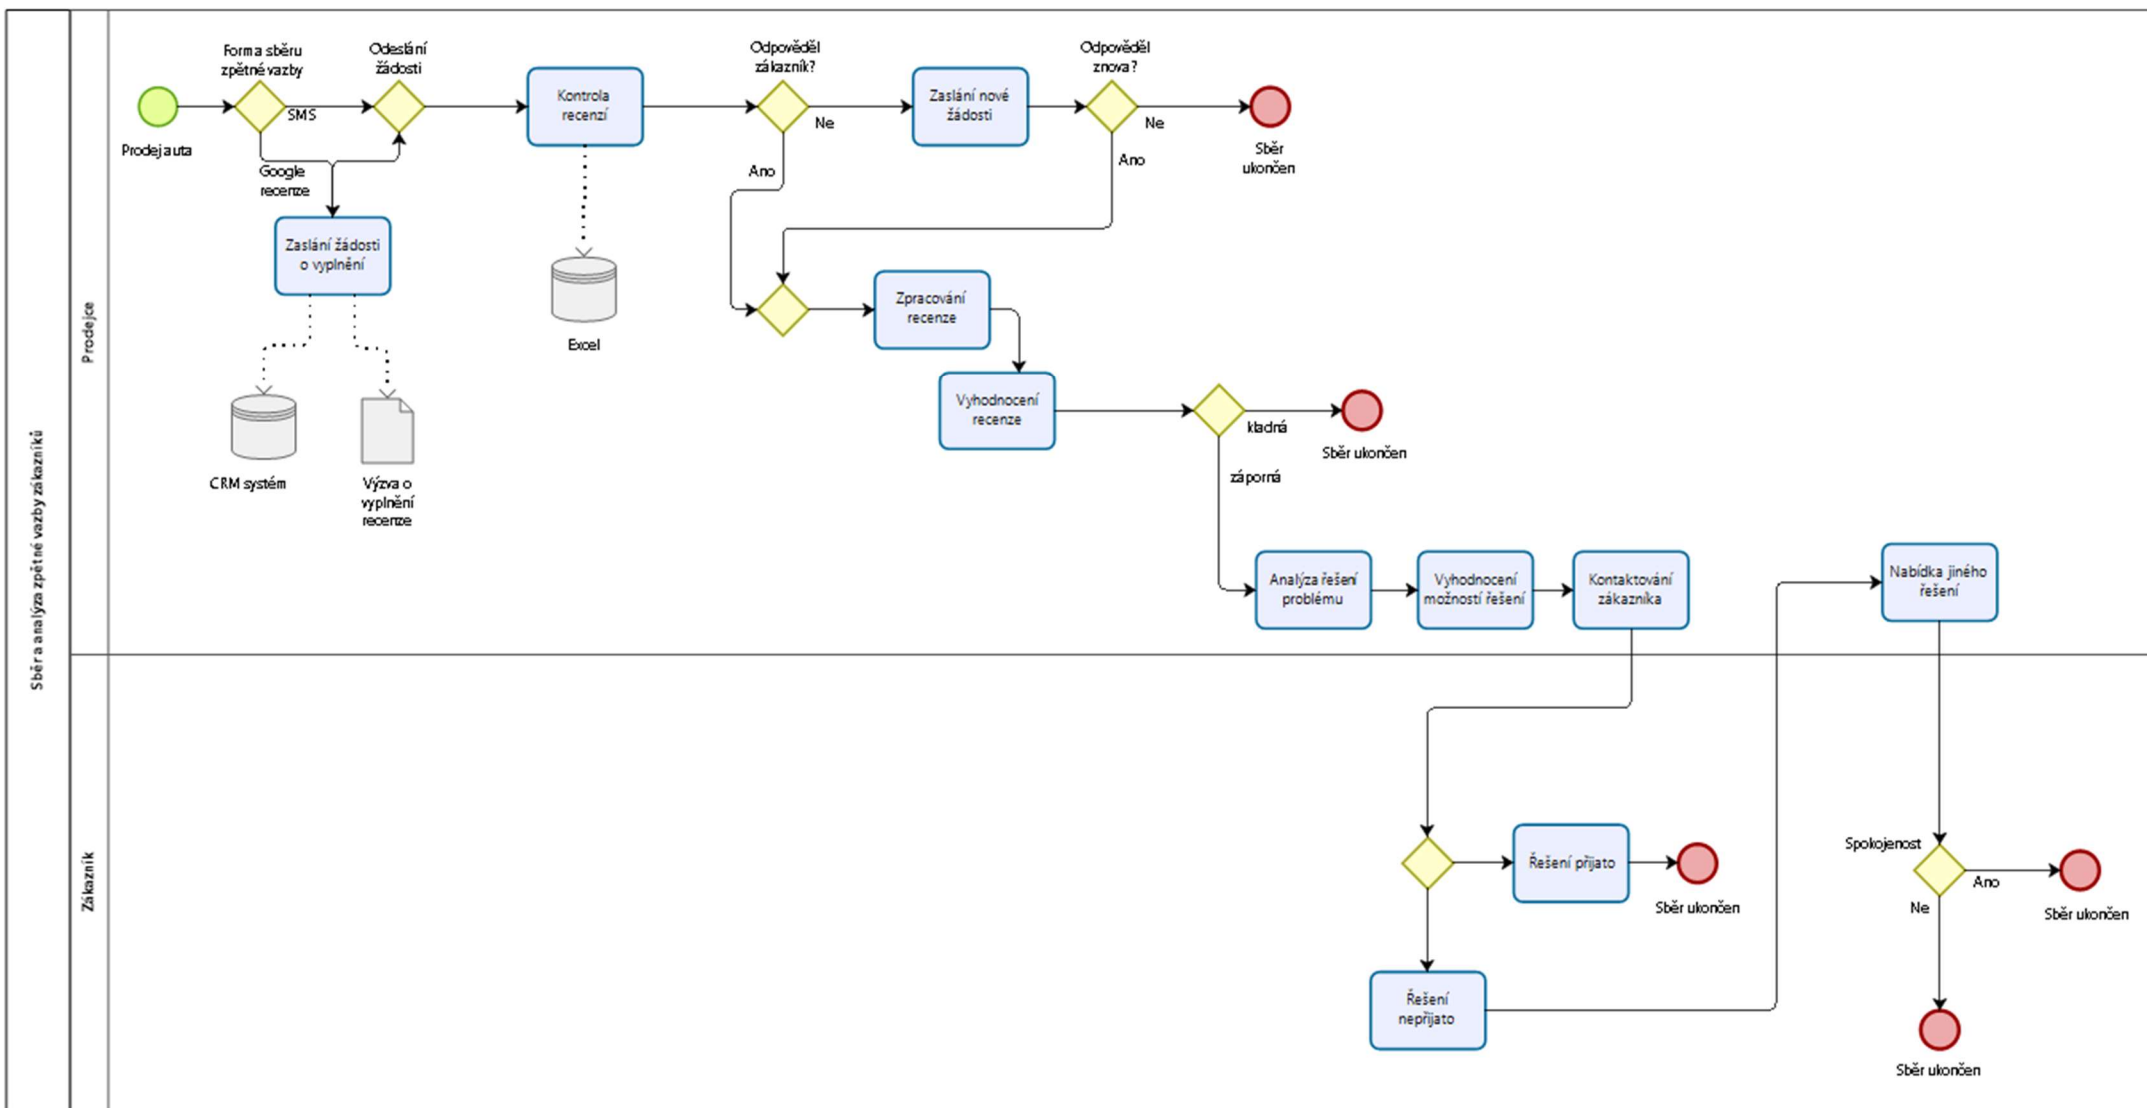 Sběr a analýza zpětné vazby zákazníků
Prodejce
Forma sběru
zpětné vazby
Odeslání
žádosti
Odpověděl
zákazník?
Odpověděl
znova?
Kontrola
recenzí
Zaslání nové
žádosti
SMS
Ne
Ne
Prodej auta
Sběr
ukončen
Google
recenze
Ano
Ano
Zaslání žádosti
o vyplnění
Zpracování
recenze
Excel
Vyhodnocení
recenze
kladná
Sběr ukončen
záporná
CRM systém
Výzva o
vyplnění
recenze
Analýza řešení
problému
Vyhodnocení
možností řešení
Kontaktování
zákazníka
Nabídka jiného
řešení
Zákazník
Spokojenost
Řešení přijato
Ano
Sběr ukončen
Ne
Sběr ukončen
Řešení
nepřijato
Sběr ukončen